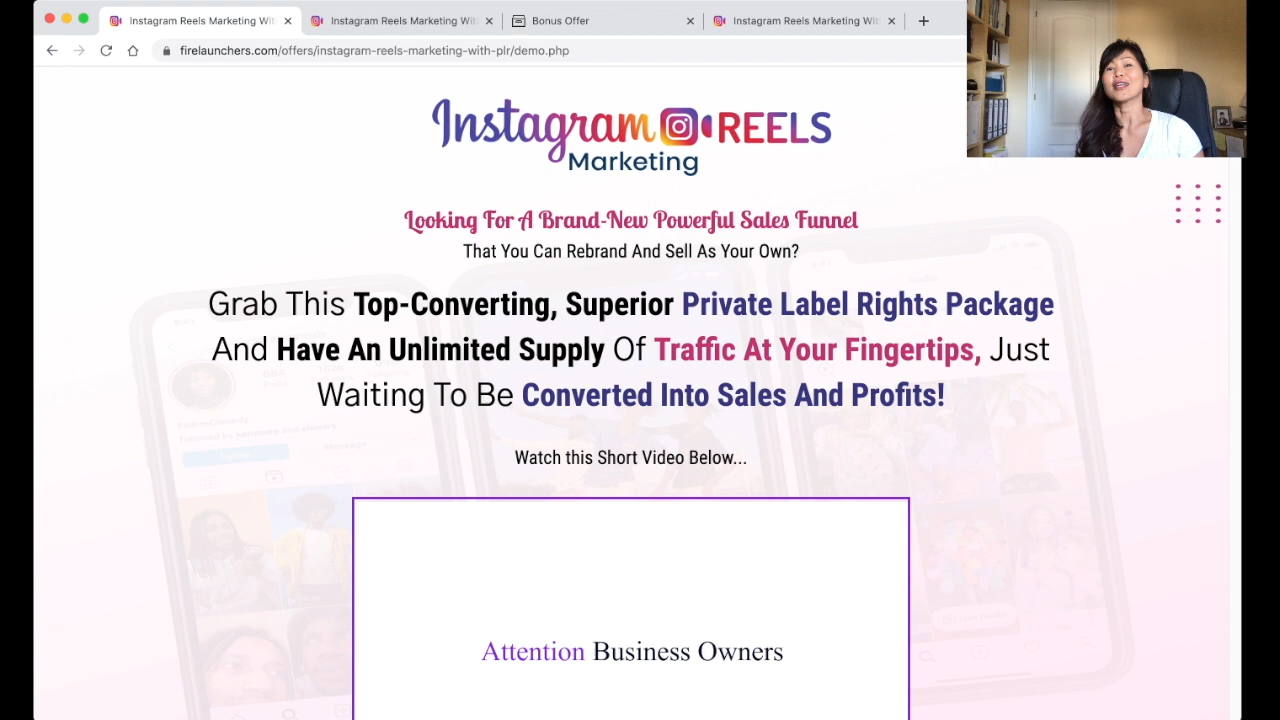 Instagram Reels Marketing Wit
Instagram Reels Marketing Wit
Bonus Offer
Instagram Reels Marketing Wit
firelaunchers.com/offers/instagram-reels-marketing-with-plr/demo.php
Instagram REELS
Marketing
Looking For A Brand-New Powerful Sales Funnel
That You Can Rebrand And Sell As Your Own?
Grab This Top-Converting, Superior Private Label Rights Package
And Have An Unlimited Supply Of Traffic At Your Fingertips, Just
Waiting To Be Converted Into Sales And Profits!
Watch this Short Video Below...
Attention Business Owners